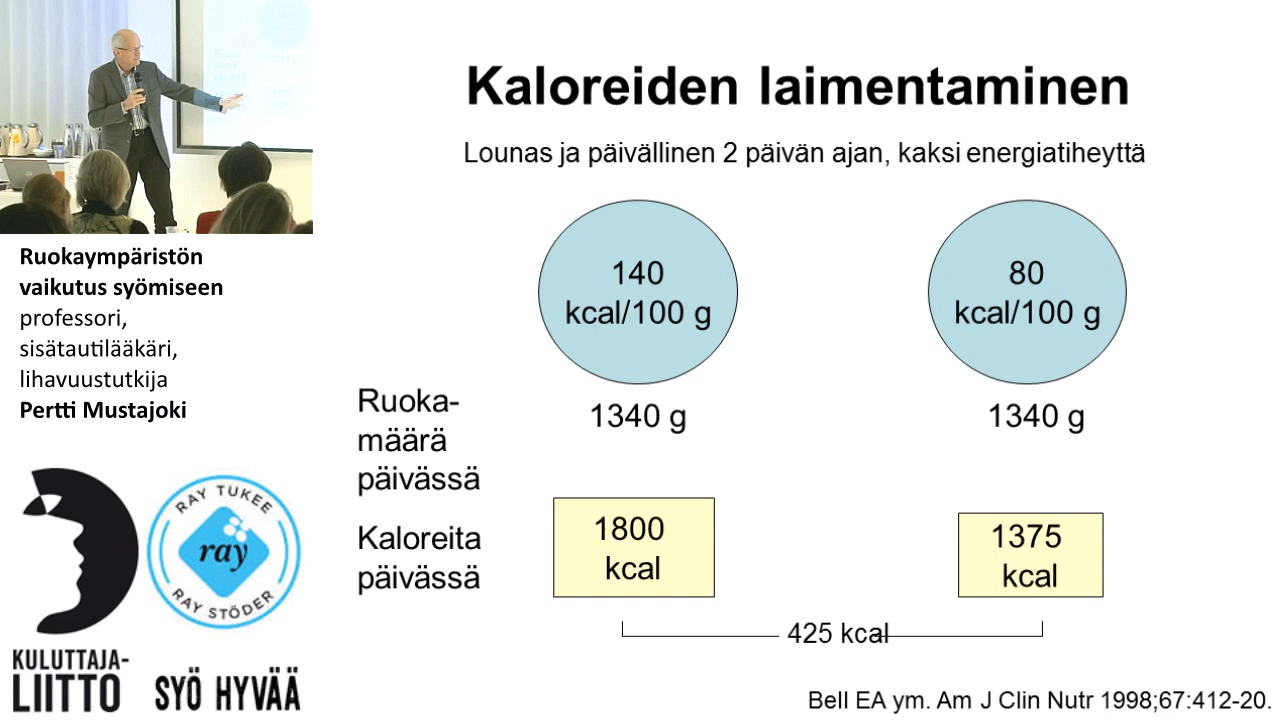 Kaloreiden laimentaminen
Lounas ja päivällinen 2 päivän ajan, kaksi energiatiheyttä
140
kcal/100 g
80
kcal/100 g
Ruoka-
määrä
päivässä
1340 g
1340 g
Kaloreita
päivässä
1800
kcal
1375
kcal
425 kcal
Bell EA ym. Am J Clin Nutr 1998;67:412-20.
Ruokaympäristön
vaikutus syömiseen
professori,
sisätautilääkäri,
lihavuustutkija
Pertti Mustajoki
RAY TUKEE
ray
RAY STÖDER
KULUTTAJA-
LIITTO
SYÖ HYVÄÄ